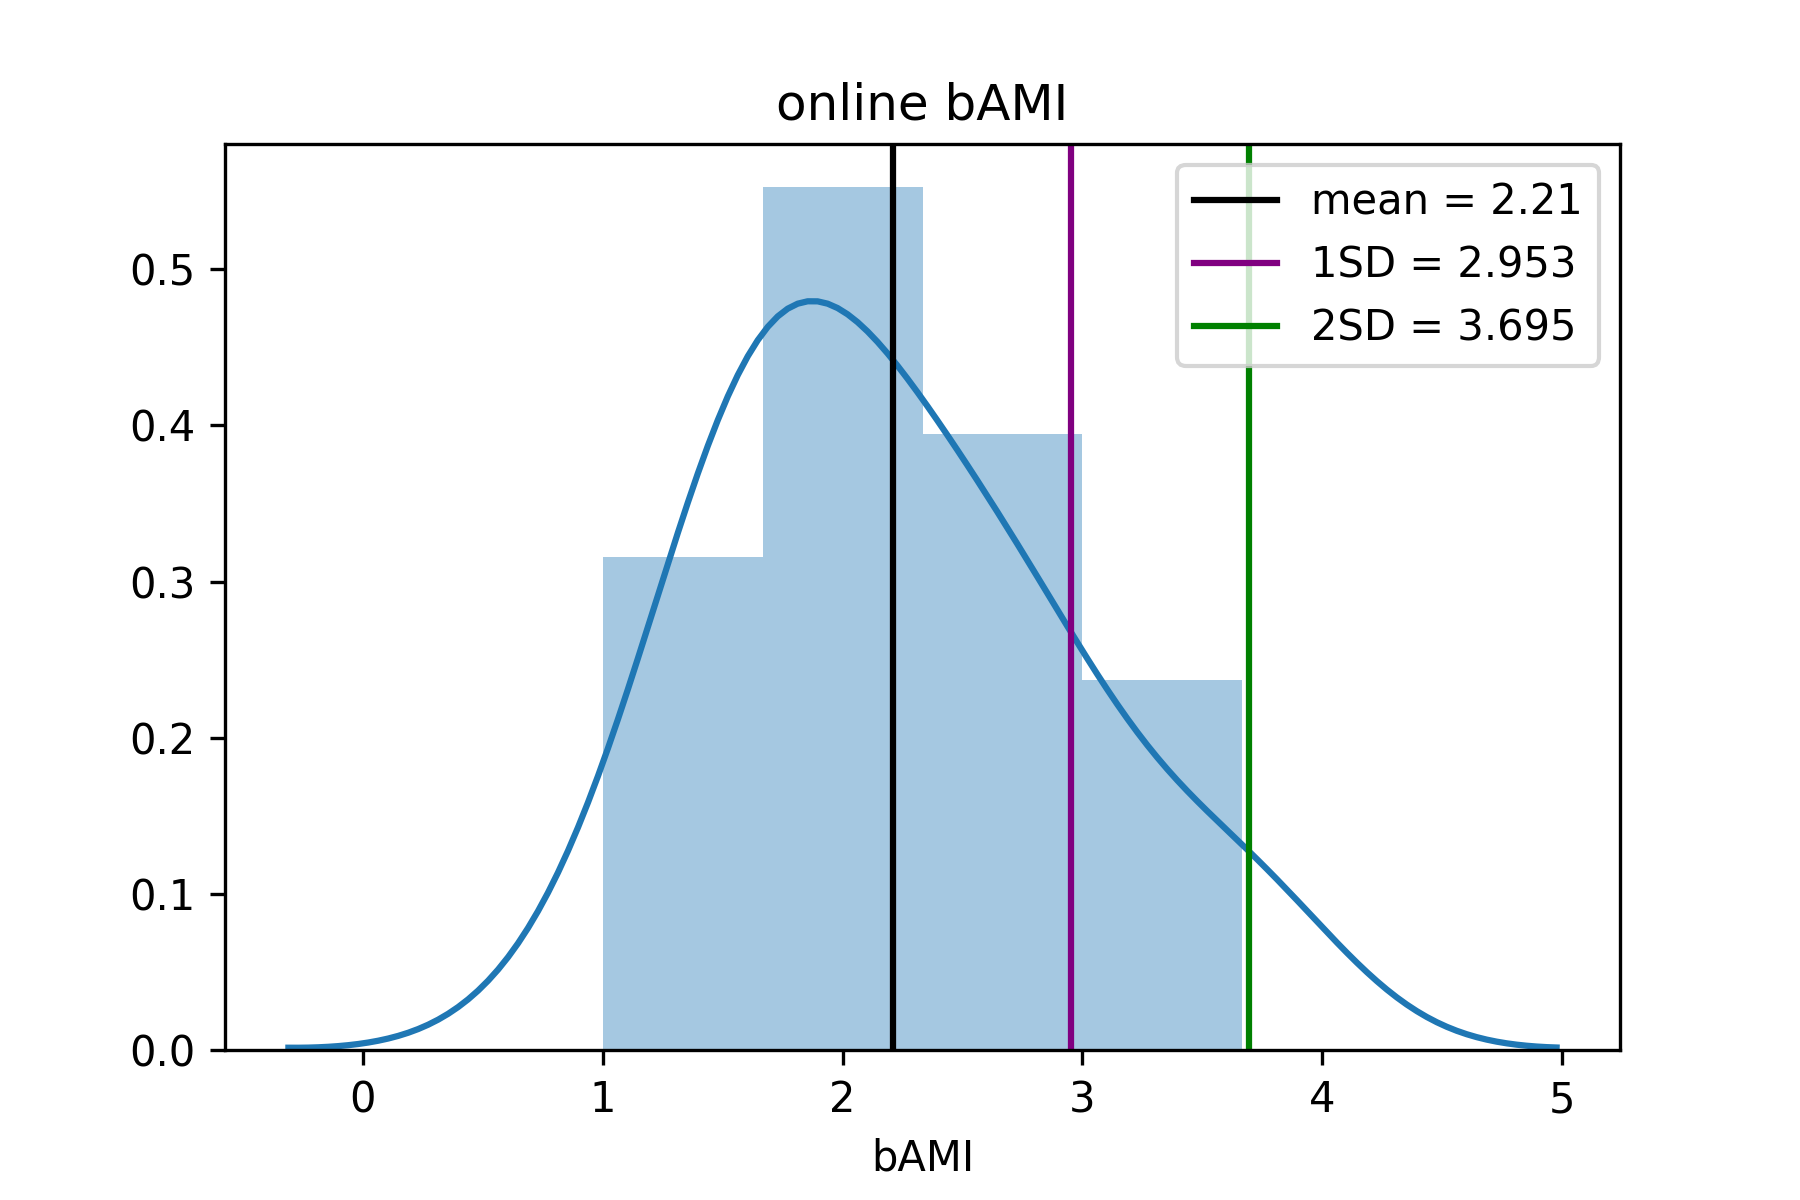 online bAMI
mean = 2.21
1SD = 2.953
2SD = 3.695
0.5
0.4
0.3
0.2
0.1
0.0
0 1 2 3 4 5
bAMI